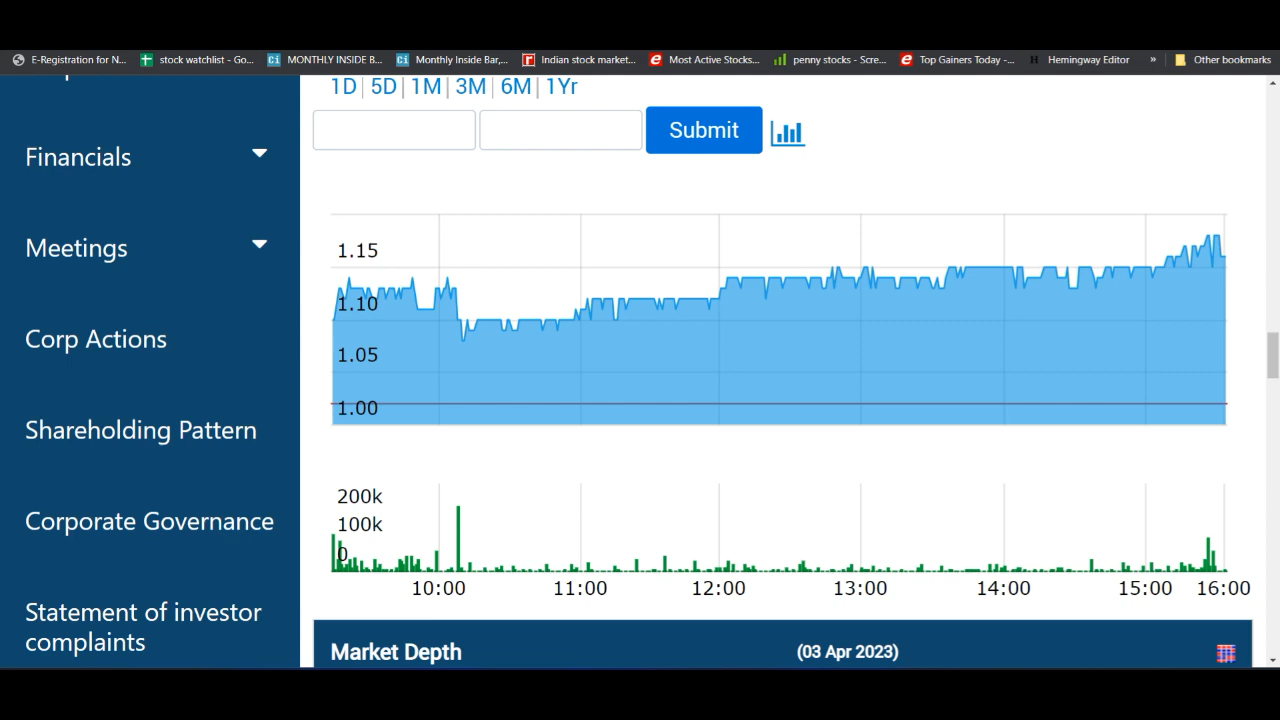 E-Registration for N...
stock watchlist - Go...
MONTHLY INSIDE B...
Monthly Inside Bar,...
Indian stock market...
Most Active Stocks...
penny stocks - Scre...
Top Gainers Today -...
Hemingway Editor
»
Other bookmarks
1D | 5D | 1M | 3M | 6M | 1Yr
Submit
Financials
Meetings
Corp Actions
Shareholding Pattern
Corporate Governance
Statement of investor
complaints
1.15
1.10
1.05
1.00
200k
100k
0
10:00 11:00 12:00 13:00 14:00 15:00 16:00
Market Depth (03 Apr 2023)